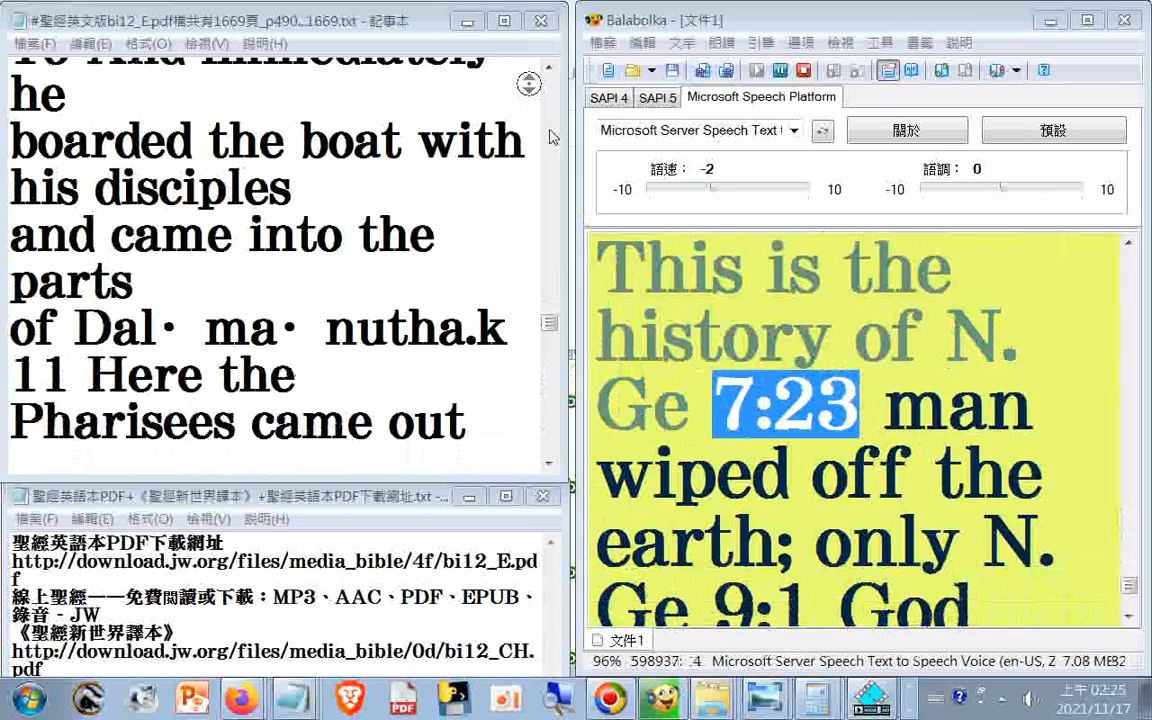 #聖經英文版bi12_Epdf檔共有1669頁_p490...1669.txt - 記事本
檔案(F) 編輯(E) 格式(O) 檢視(V) 說明(H)
10 And immediately
he
boarded the boat with
his disciples
and came into the
parts
of Dal· ma· nutha.k
11 Here the
Pharisees came out
聖經英語本PDF+《聖經新世界譯本》+聖經英語本PDF下載網址.txt - ...
檔案(F) 編輯(E) 格式(O) 檢視(V) 說明(H)
聖經英語本PDF下載網址
http://download.jw.org/files/media_bible/4f/bi12_E.pd
f
線上聖經——免費閱讀或下載：MP3、AAC、PDF、EPUB、
錄音 - JW
《聖經新世界譯本》
http://download.jw.org/files/media_bible/0d/bi12_CH.
pdf
Balabolka - [文件1]
檔案 編輯 文字 朗讀 引擎 選項 檢視 工具 書籤 說明
SAPI 4 SAPI 5 Microsoft Speech Platform
Microsoft Server Speech Text 關於 預設
語速： -2 語調： 0
-10 10 -10 10
This is the
history of N.
Ge 7:23 man
wiped off the
earth; only N.
Ge 9:1 God
文件1
96% 598937: :4 Microsoft Server Speech Text to Speech Voice (en-US, Z 7.08 MB
上午 02:25
2021/11/17